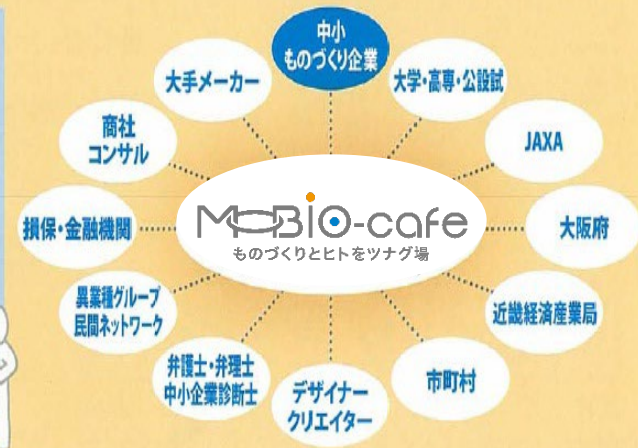 中小
ものづくり企業
大手メーカー
大学・高専・公設試
商社
コンサル
JAXA
MOBIO-cafe
ものづくりとヒトをツナグ場
損保・金融機関
大阪府
異業種グループ
民間ネットワーク
近畿経済産業局
弁護士・弁理士
中小企業診断士
市町村
デザイナー
クリエイター